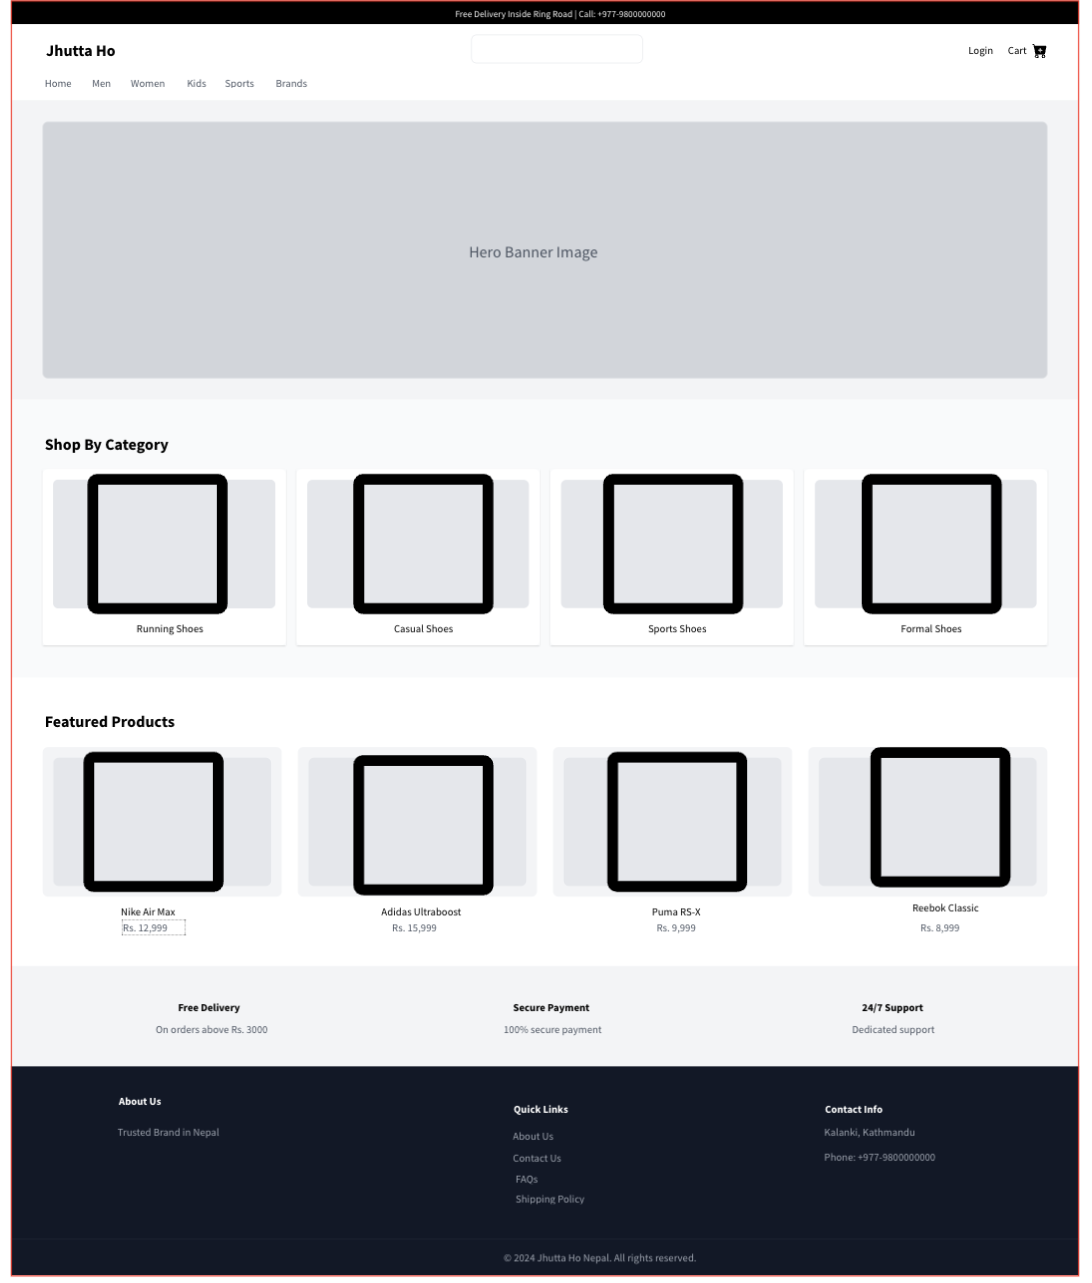 Free Delivery Inside Ring Road | Call: +977-9800000000
Jhutta Ho
Login Cart
Home Men Women Kids Sports Brands
Hero Banner Image
Shop By Category
Running Shoes Casual Shoes Sports Shoes Formal Shoes
Featured Products
Nike Air Max Adidas Ultraboost Puma RS-X Reebok Classic
Rs. 12,999 Rs. 15,999 Rs. 9,999 Rs. 8,999
Free Delivery Secure Payment 24/7 Support
On orders above Rs. 3000 100% secure payment Dedicated support
About Us
Trusted Brand in Nepal
Quick Links
About Us
Contact Us
FAQs
Shipping Policy
Contact Info
Kalanki, Kathmandu
Phone: +977-9800000000
© 2024 Jhutta Ho Nepal. All rights reserved.